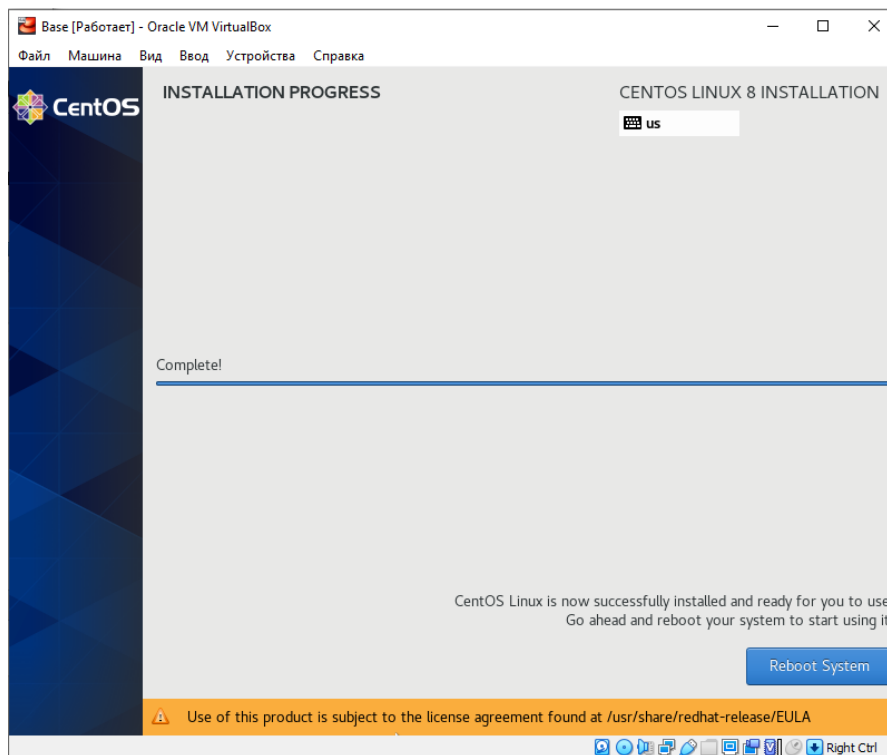 Base [Работает] - Oracle VM VirtualBox
Файл Машина Вид Ввод Устройства Справка
CentOS
INSTALLATION PROGRESS
CENTOS LINUX 8 INSTALLATION
us
Complete!
CentOS Linux is now successfully installed and ready for you to use
Go ahead and reboot your system to start using it
Reboot System
Use of this product is subject to the license agreement found at /usr/share/redhat-release/EULA
Right Ctrl